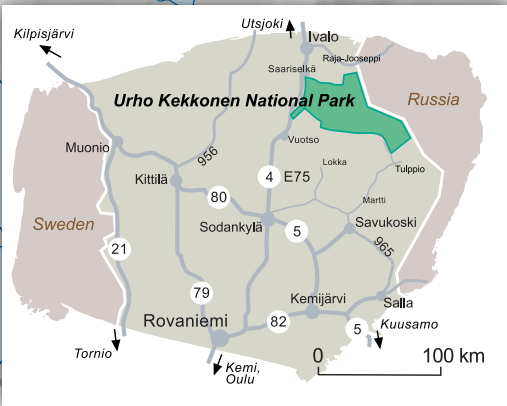 Utsjoki
Kilpisjärvi
Ivalo
Raja-Jooseppi
Saariselkä
Urho Kekkonen National Park
Russia
Vuotso
Muonio
956
Lokka
Tulppio
Kittilä
4
E75
80
Martti
Sweden
Sodankylä
5
Savukoski
21
965
79
Kemijärvi
Salla
Rovaniemi
82
5
Kuusamo
Tornio
Kemi,
Oulu
0
100 km